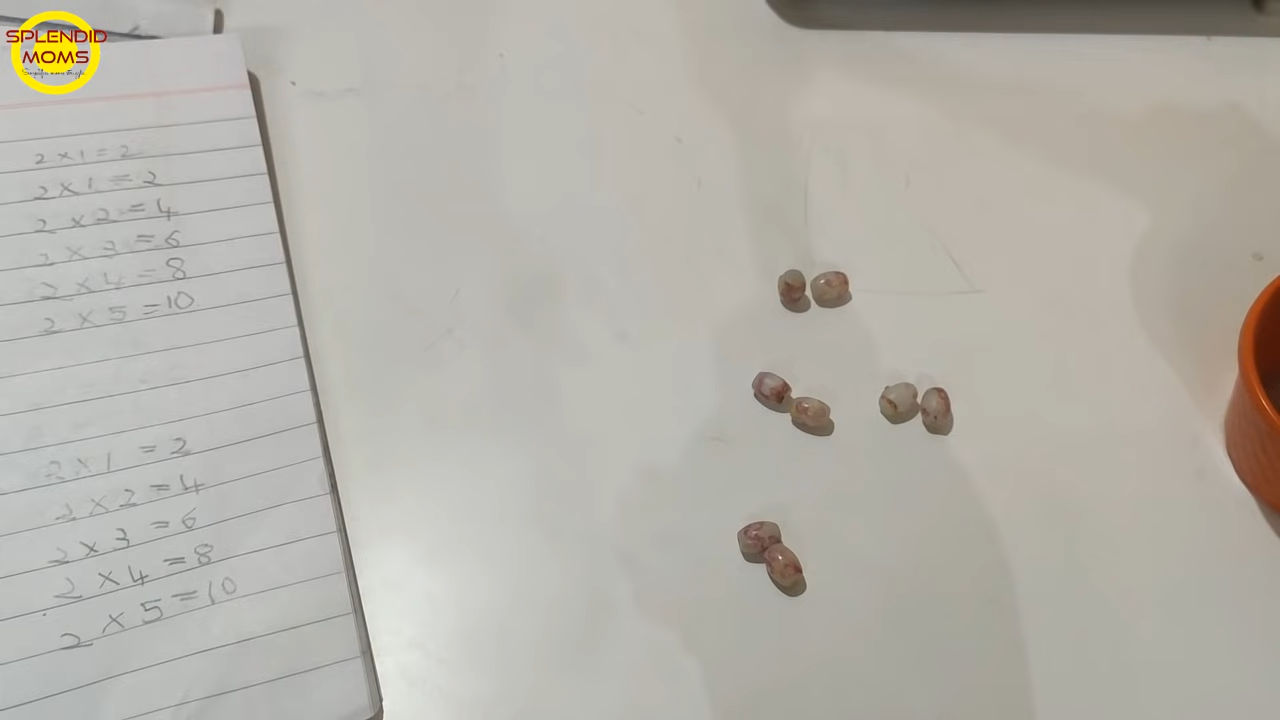 SPLENDID
MOMS
2 x 1 = 2
2 x 1 = 2
2 x 2 = 4
2 x 3 = 6
2 x 4 = 8
2 x 5 = 10
2 x 1 = 2
2 x 2 = 4
2 x 3 = 6
2 x 4 = 8
2 x 5 = 10